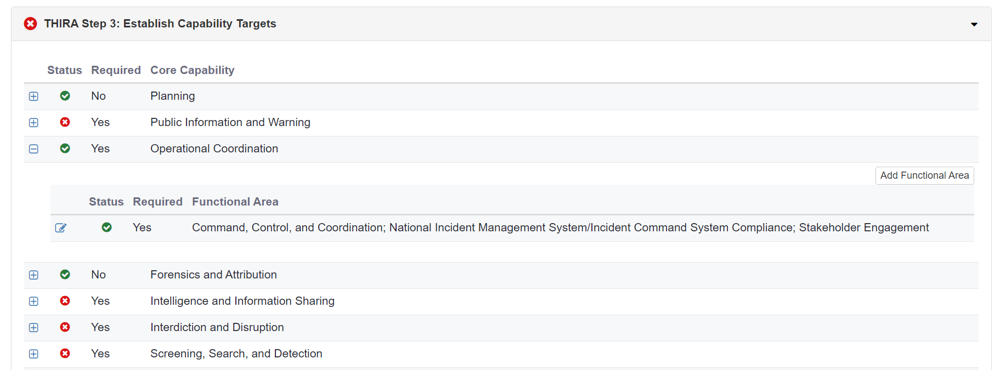 THIRA Step 3: Establish Capability Targets
Status Required Core Capability
No Planning
Yes Public Information and Warning
Yes Operational Coordination
Add Functional Area
Status Required Functional Area
Yes Command, Control, and Coordination; National Incident Management System/Incident Command System Compliance; Stakeholder Engagement
No Forensics and Attribution
Yes Intelligence and Information Sharing
Yes Interdiction and Disruption
Yes Screening, Search, and Detection